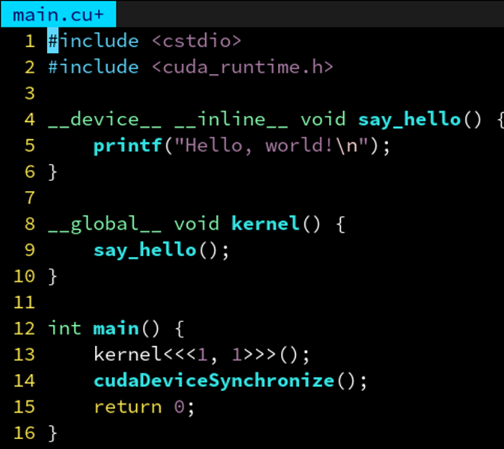 main.cu+
1 #include <cstdio>
2 #include <cuda_runtime.h>
3
4 __device__ __inline__ void say_hello() {
5     printf("Hello, world!\n");
6 }
7
8 __global__ void kernel() {
9     say_hello();
10 }
11
12 int main() {
13     kernel<<<1, 1>>>();
14     cudaDeviceSynchronize();
15     return 0;
16 }